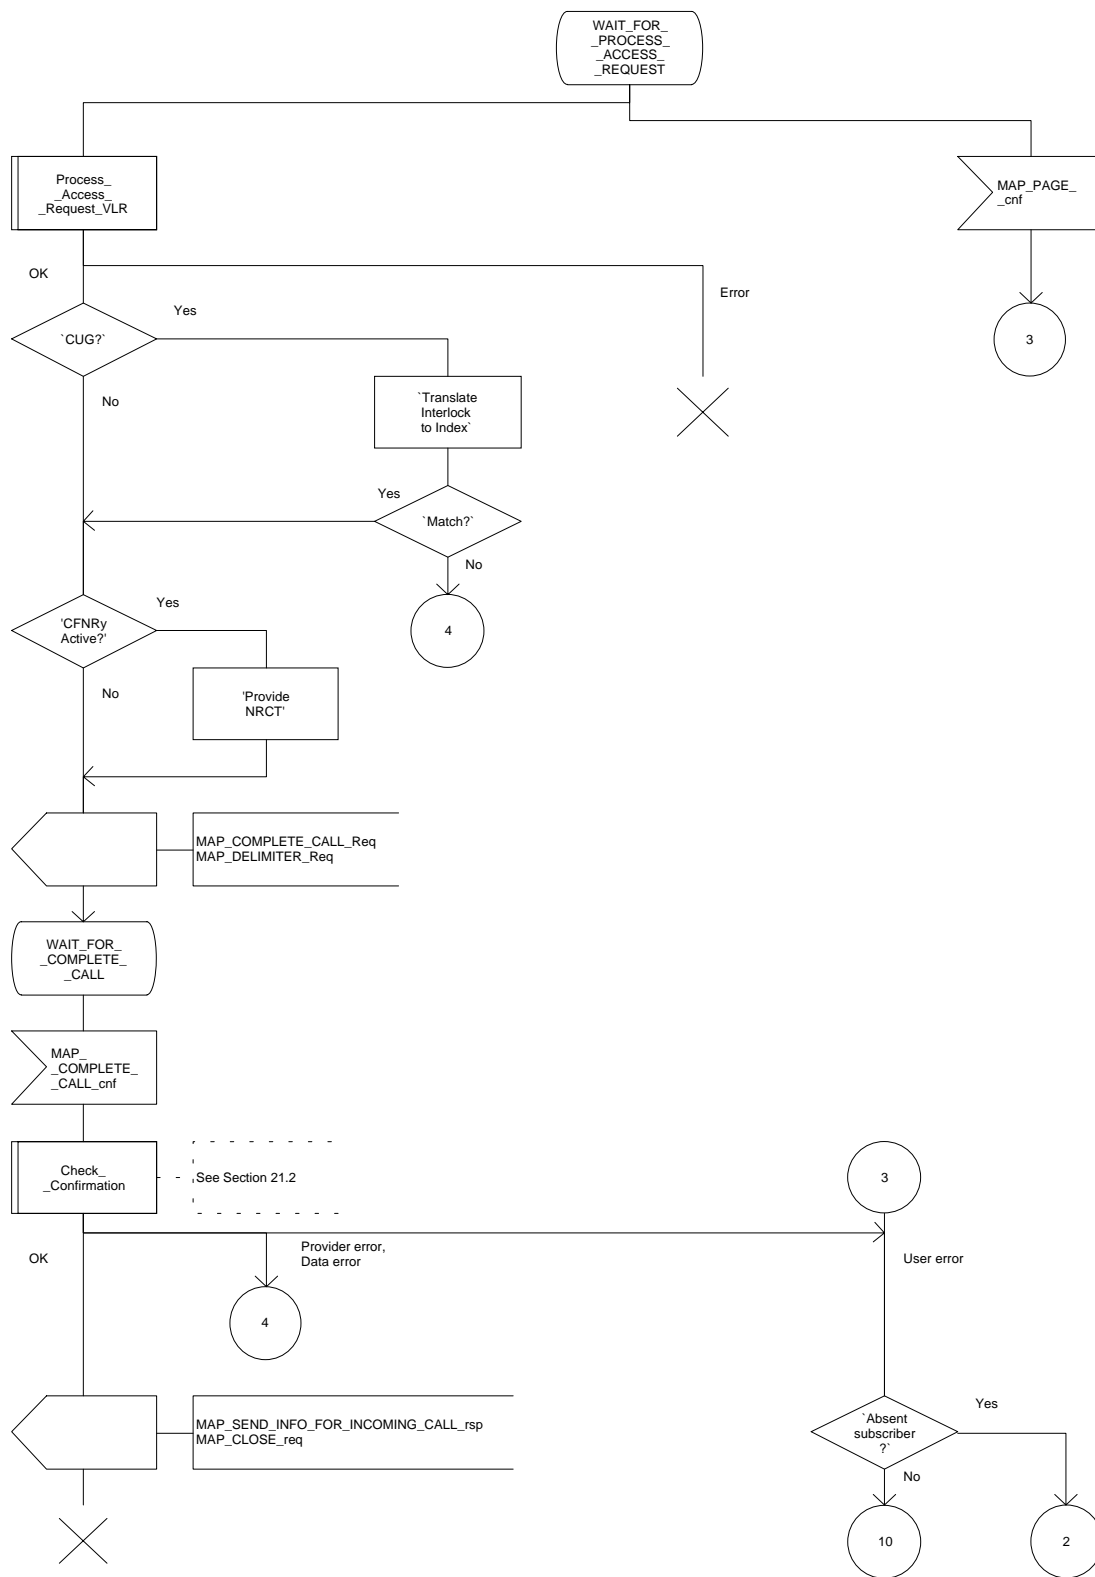 WAIT_FOR_
_PROCESS_
_ACCESS_
_REQUEST
Process_
_Access_
_Request_VLR
MAP_PAGE_
_cnf
OK
Error
3
`CUG?`
Yes
No
`Translate
Interlock
to Index`
Yes
`Match?`
No
4
'CFNRy
Active?'
Yes
No
'Provide
NRCT'
MAP_COMPLETE_CALL_Req
MAP_DELIMITER_Req
WAIT_FOR_
_COMPLETE_
_CALL
MAP_
_COMPLETE_
_CALL_cnf
Check_
_Confirmation
See Section 21.2
3
OK
Provider error,
Data error
User error
4
MAP_SEND_INFO_FOR_INCOMING_CALL_rsp
MAP_CLOSE_req
`Absent
subscriber
?`
Yes
No
10
2